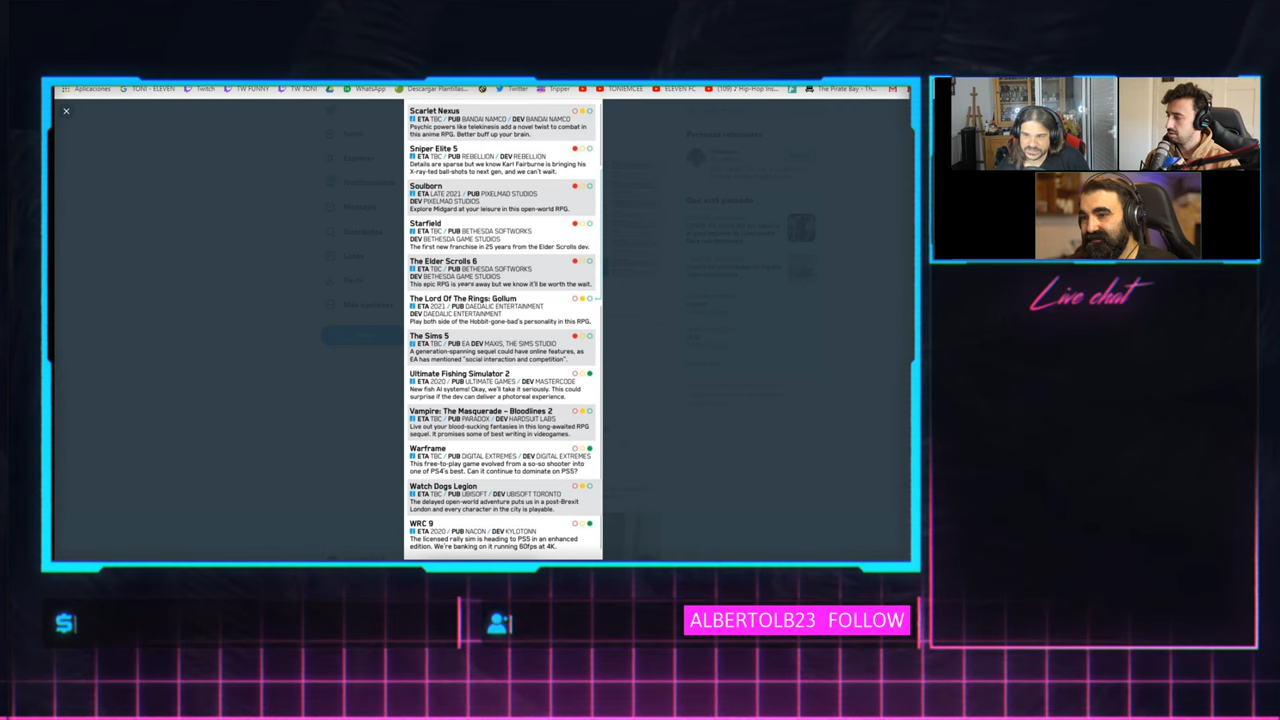 Aplicaciones TONI - ELEVEN Twitch TW FUNNY TW TONI WhatsApp Descargar Plantillas... Twitter Tripper TONIEMCEE ELEVEN FC (109) 2 Hip-Hop Ins... The Pirate Bay - Th...
Scarlet Nexus
ETA TBC / PUB BANDAI NAMCO / DEV BANDAI NAMCO
Psychic powers like telekinesis add a novel twist to combat in
this anime RPG. Better buff up your brain.
Sniper Elite 5
ETA TBC / PUB REBELLION / DEV REBELLION
Details are sparse but we know Karl Fairburne is bringing his
X-ray-ted ball-shots to next gen, and we can't wait.
Soulborn
ETA LATE 2021 / PUB PIXELMAD STUDIOS
DEV PIXELMAD STUDIOS
Explore Midgard at your leisure in this open-world RPG.
Starfield
ETA TBC / PUB BETHESDA SOFTWORKS
DEV BETHESDA GAME STUDIOS
The first new franchise in 25 years from the Elder Scrolls dev.
The Elder Scrolls 6
ETA TBC / PUB BETHESDA SOFTWORKS
DEV BETHESDA GAME STUDIOS
This epic RPG is years away but we know it'll be worth the wait.
The Lord Of The Rings: Gollum
ETA 2021 / PUB DAEDALIC ENTERTAINMENT
DEV DAEDALIC ENTERTAINMENT
Play both side of the Hobbit-gone-bad's personality in this RPG.
The Sims 5
ETA TBC / PUB EA DEV MAXIS, THE SIMS STUDIO
A generation-spanning sequel could have online features, as
EA has mentioned "social interaction and competition".
Ultimate Fishing Simulator 2
ETA 2020 / PUB ULTIMATE GAMES / DEV MASTERCODE
New fish AI systems! Okay, we'll take it seriously. This could
surprise if the dev can deliver a photoreal experience.
Vampire: The Masquerade – Bloodlines 2
ETA TBC / PUB PARADOX / DEV HARDSUIT LABS
Live out your blood-sucking fantasies in this long-awaited RPG
sequel. It promises some of best writing in videogames.
Warframe
ETA TBC / PUB DIGITAL EXTREMES / DEV DIGITAL EXTREMES
This free-to-play game evolved from a so-so shooter into
one of PS4's best. Can it continue to dominate on PS5?
Watch Dogs Legion
ETA TBC / PUB UBISOFT / DEV UBISOFT TORONTO
The delayed open-world adventure puts us in a post-Brexit
London and every character in the city is playable.
WRC 9
ETA 2020 / PUB NACON / DEV KYLOTONN
The licensed rally sim is heading to PS5 in an enhanced
edition. We're banking on it running 60fps at 4K.
Live chat
ALBERTOLB23 FOLLOW